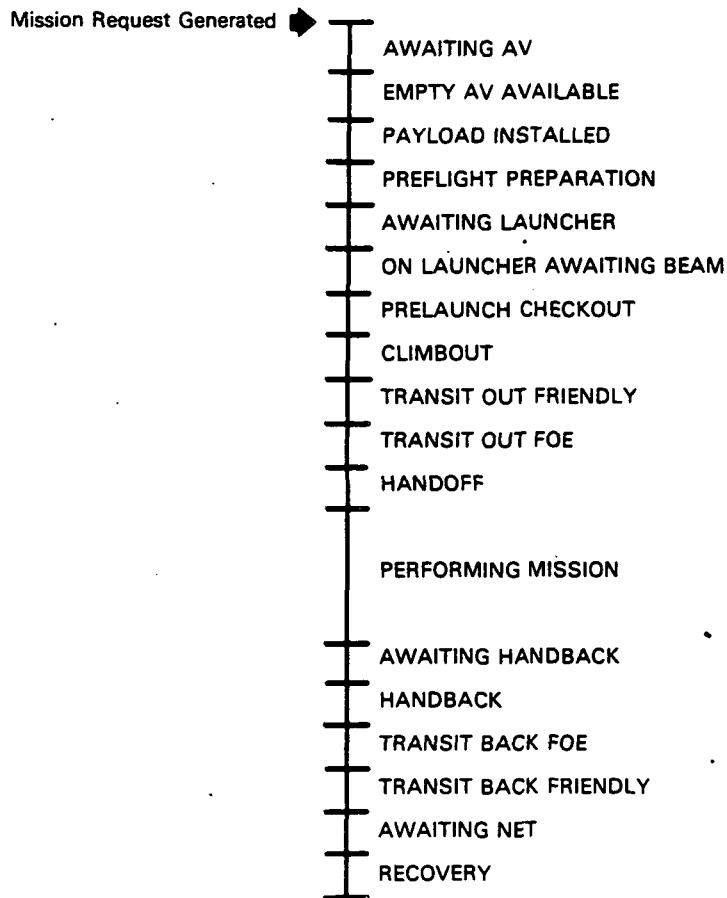 Mission Request Generated
AWAITING AV
EMPTY AV AVAILABLE
PAYLOAD INSTALLED
PREFLIGHT PREPARATION
AWAITING LAUNCHER
ON LAUNCHER AWAITING BEAM
PRELAUNCH CHECKOUT
CLIMBOUT
TRANSIT OUT FRIENDLY
TRANSIT OUT FOE
HANDOFF
PERFORMING MISSION
AWAITING HANDBACK
HANDBACK
TRANSIT BACK FOE
TRANSIT BACK FRIENDLY
AWAITING NET
RECOVERY